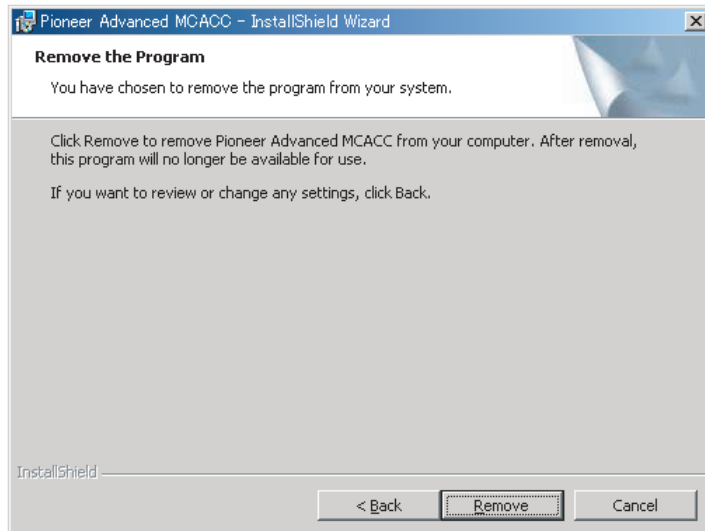 Pioneer Advanced MCACC - InstallShield Wizard
Remove the Program
You have chosen to remove the program from your system.
Click Remove to remove Pioneer Advanced MCACC from your computer. After removal,
this program will no longer be available for use.
If you want to review or change any settings, click Back.
InstallShield
< Back
Remove
Cancel